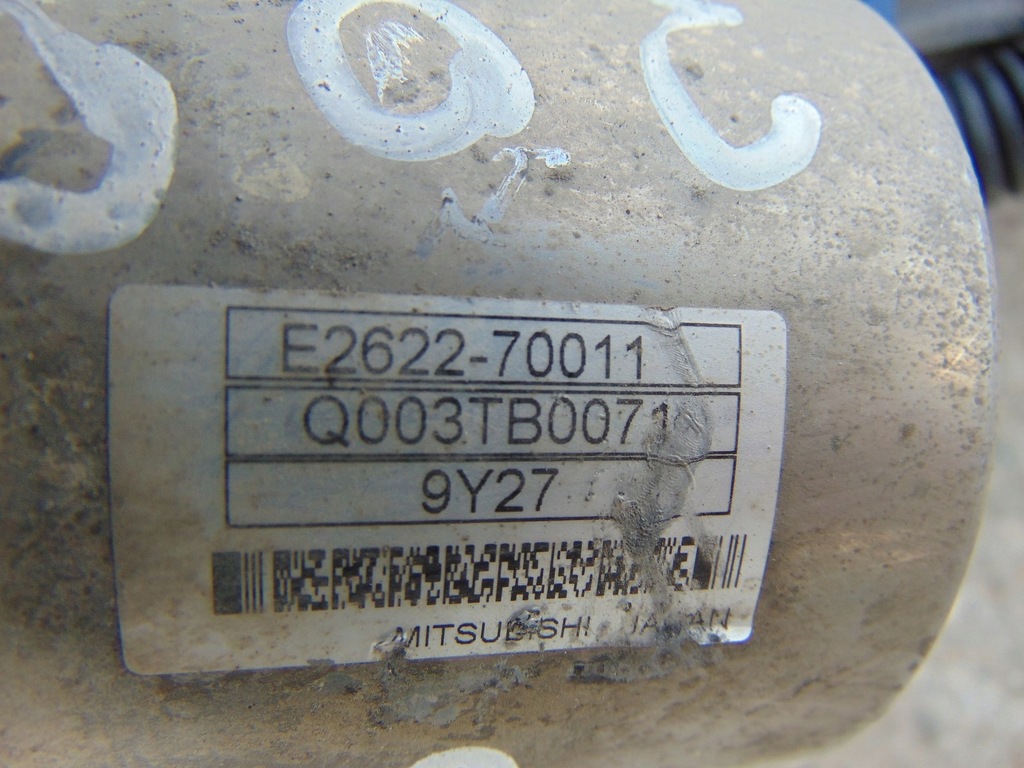 E2622-70011
Q003TB0071
9Y27
MITSUBISHI JAPAN